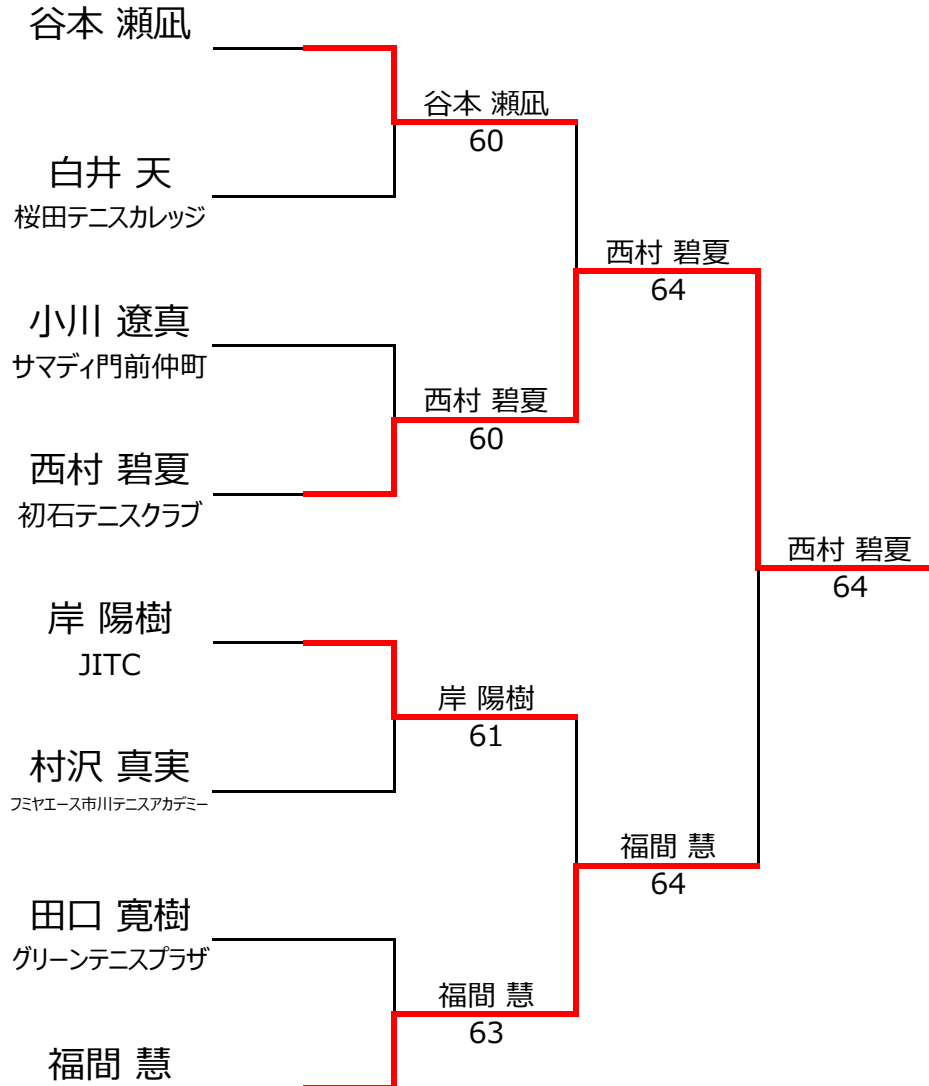 谷本 瀬凪
白井 天
桜田テニスカレッジ
小川 遼真
サマディ門前仲町
西村 碧夏
初石テニスクラブ
岸 陽樹
JITC
村沢 真実
フミヤエース市川テニスアカデミー
田口 寛樹
グリーンテニスプラザ
福間 慧
谷本 瀬凪
60
西村 碧夏
60
岸 陽樹
61
福間 慧
63
西村 碧夏
64
福間 慧
64
西村 碧夏
64